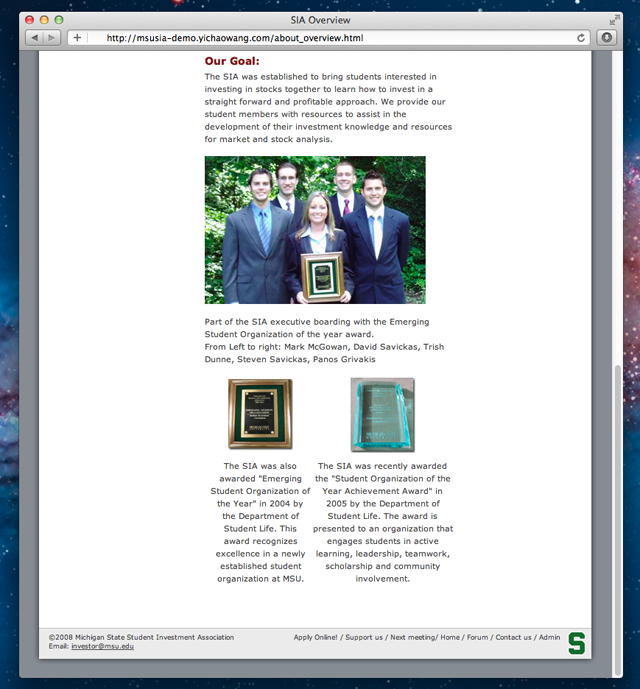 SIA Overview
http://msusia-demo.yichaowang.com/about_overview.html
Our Goal:
The SIA was established to bring students interested in
investing in stocks together to learn how to invest in a
straight forward and profitable approach. We provide our
student members with resources to assist in the
development of their investment knowledge and resources
for market and stock analysis.
Part of the SIA executive boarding with the Emerging
Student Organization of the year award.
From Left to right: Mark McGowan, David Savickas, Trish
Dunne, Steven Savickas, Panos Grivakis
The SIA was also
awarded "Emerging
Student Organization of
the Year" in 2004 by
the Department of
Student Life. This
award recognizes
excellence in a newly
established student
organization at MSU.
The SIA was recently awarded
the "Student Organization of the
Year Achievement Award" in
2005 by the Department of
Student Life. The award is
presented to an organization that
engages students in active
learning, leadership, teamwork,
scholarship and community
involvement.
©2008 Michigan State Student Investment Association
Email: investor@msu.edu
Apply Online! / Support us / Next meeting/ Home / Forum / Contact us / Admin
S